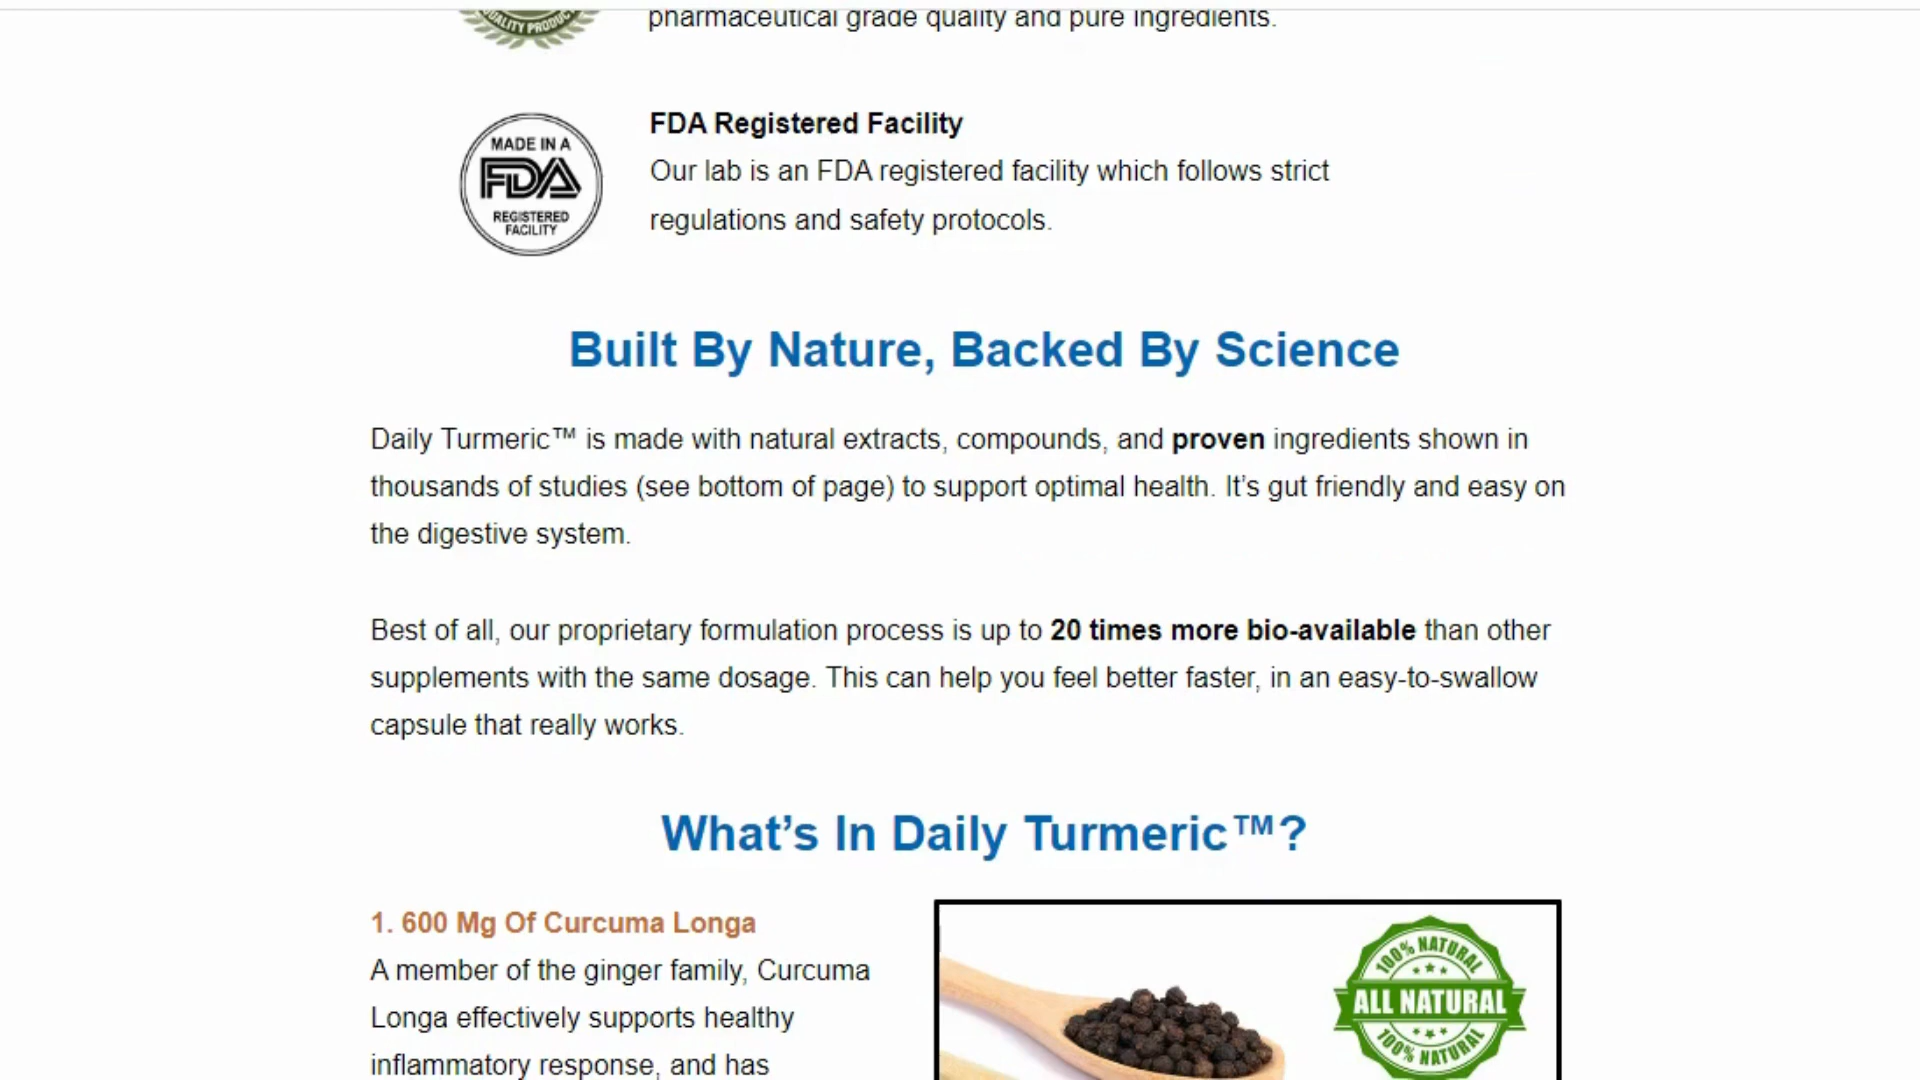 QUALITY PRODUCT
pharmaceutical grade quality and pure ingredients.
MADE IN A
FDA
REGISTERED
FACILITY
FDA Registered Facility
Our lab is an FDA registered facility which follows strict
regulations and safety protocols.
Built By Nature, Backed By Science
Daily Turmeric™ is made with natural extracts, compounds, and proven ingredients shown in
thousands of studies (see bottom of page) to support optimal health. It’s gut friendly and easy on
the digestive system.
Best of all, our proprietary formulation process is up to 20 times more bio-available than other
supplements with the same dosage. This can help you feel better faster, in an easy-to-swallow
capsule that really works.
What’s In Daily Turmeric™?
1. 600 Mg Of Curcuma Longa
A member of the ginger family, Curcuma
Longa effectively supports healthy
inflammatory response, and has
100% NATURAL
ALL NATURAL
100% NATURAL